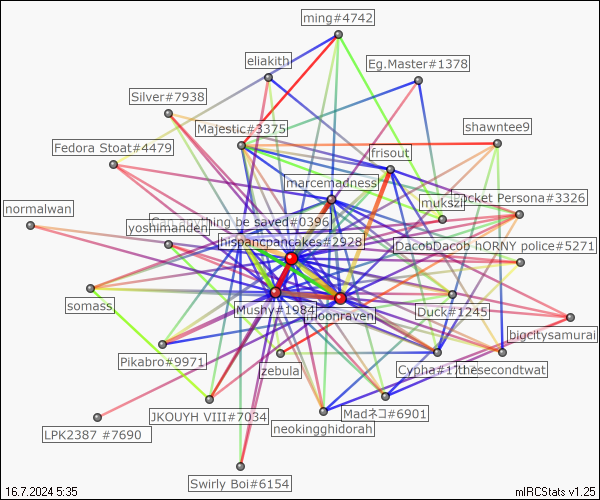 ming#4742
eliakith
Eg.Master#1378
Silver#7938
Majestic#3375
shawntee9
Fedora Stoat#4479
frisout
marcemadness
mukszi
ocket Persona#3326
normalwan
an anything be saved#0396
yoshimanden
hispancpancakes#2928
DacobDacob hORNY police#5271
somass
Mushy#1984
moonraven
Duck#1245
bigcitysamurai
Pikabro#9971
zebula
Cypha#17
thesecondtwat
JKOUYH VIII#7034
Madネコ#6901
neokingghidorah
LPK2387 #7690
Swirly Boi#6154
16.7.2024 5:35
mIRCStats v1.25